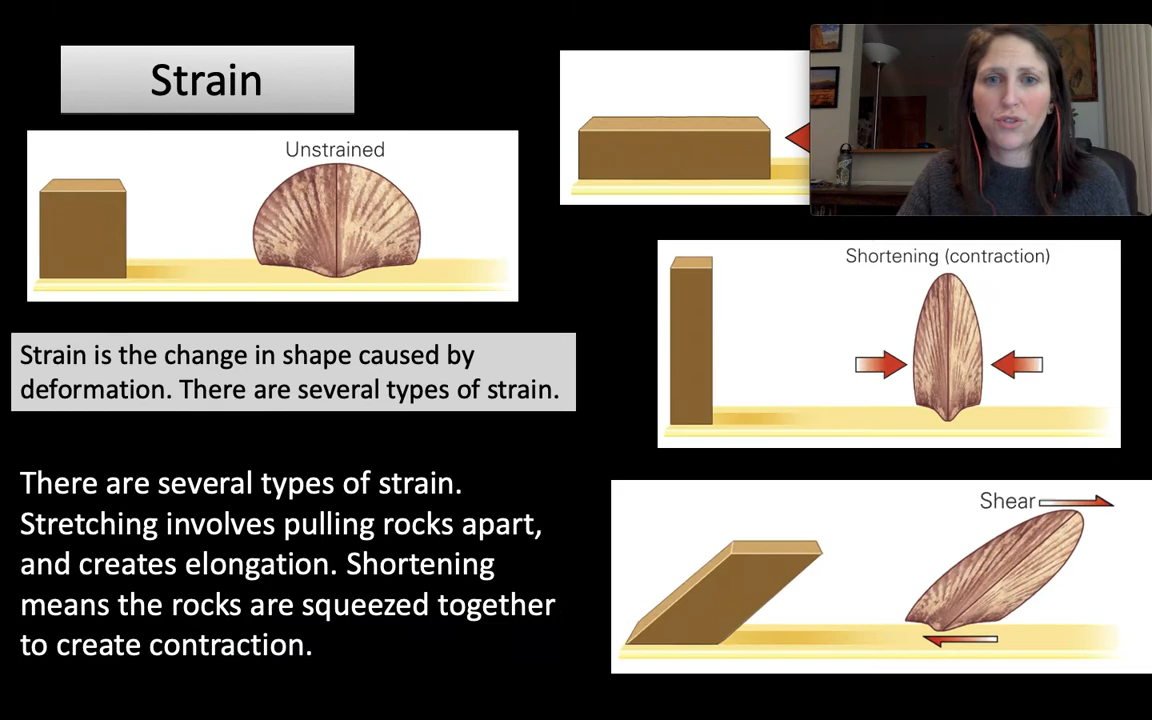 Strain
Unstrained
Strain is the change in shape caused by
deformation. There are several types of strain.
There are several types of strain.
Stretching involves pulling rocks apart,
and creates elongation. Shortening
means the rocks are squeezed together
to create contraction.
Shortening (contraction)
Shear